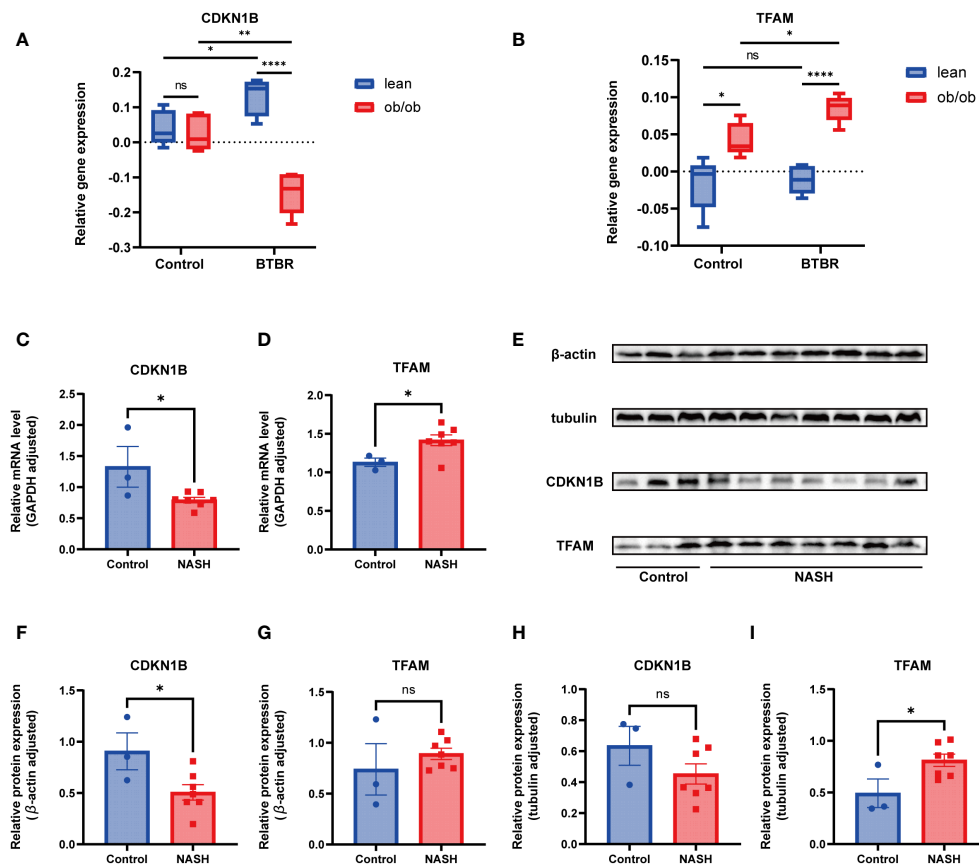 A
CDKN1B
**
*
****
ns
Relative gene expression
0.2
0.1
0.0
-0.1
-0.2
-0.3
Control
BTBR
lean
ob/ob
B
TFAM
*
ns
****
*
Relative gene expression
0.15
0.10
0.05
0.00
-0.05
-0.10
Control
BTBR
lean
ob/ob
C
CDKN1B
*
Relative mRNA level
(GAPDH adjusted)
2.5
2.0
1.5
1.0
0.5
0.0
Control
NASH
D
TFAM
*
Relative mRNA level
(GAPDH adjusted)
2.0
1.5
1.0
0.5
0.0
Control
NASH
E
β-actin
tubulin
CDKN1B
TFAM
Control
NASH
F
CDKN1B
*
Relative protein expression
(β-actin adjusted)
1.5
1.0
0.5
0.0
Control
NASH
G
TFAM
ns
Relative protein expression
(β-actin adjusted)
1.5
1.0
0.5
0.0
Control
NASH
H
CDKN1B
ns
Relative protein expression
(tubulin adjusted)
1.0
0.8
0.6
0.4
0.2
0.0
Control
NASH
I
TFAM
*
Relative protein expression
(tubulin adjusted)
1.5
1.0
0.5
0.0
Control
NASH